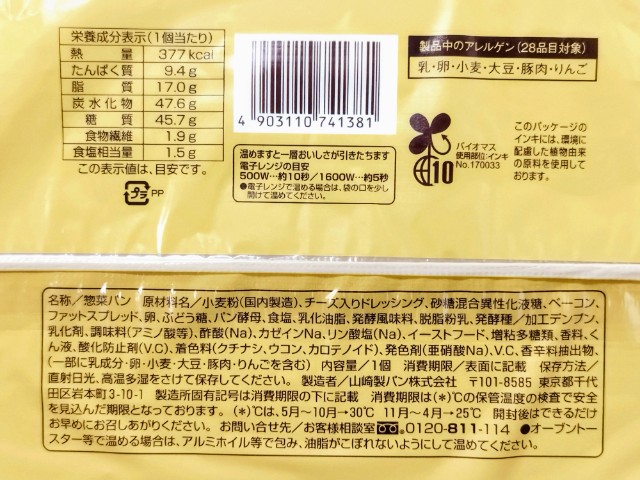 栄養成分表示(1個当たり)
熱量 377kcal
たんぱく質 9.4g
脂質 17.0g
炭水化物 47.6g
糖質 45.7g
食物繊維 1.9g
食塩相当量 1.5g
この表示値は、目安です。
プラ PP
4 903110 741381
温めますと一層おいしさが引きたちます
電子レンジの目安
500W…約10秒/1600W…約5秒
●電子レンジで温める場合は、袋の口を少し
開けて温めてください。
製品中のアレルゲン(28品目対象)
乳・卵・小麦・大豆・豚肉・りんご
10
バイオマス
使用部位:インキ
No.170033
このパッケージの
インキには、環境に
配慮した植物由来
の原料を使用して
おります。
名称/惣菜パン 原材料名/小麦粉(国内製造)、チーズ入りドレッシング、砂糖混合異性化液糖、ベーコン、
ファットスプレッド、卵、ぶどう糖、パン酵母、食塩、乳化油脂、発酵風味料、脱脂粉乳、発酵種/加工デンプン、
乳化剤、調味料(アミノ酸等)、酢酸(Na)、カゼインNa、リン酸塩(Na)、イーストフード、増粘多糖類、香料、く
ん液、酸化防止剤(V.C)、着色料(クチナシ、ウコン、カロテノイド)、発色剤(亜硝酸Na)、V.C、香辛料抽出物、
(一部に乳成分・卵・小麦・大豆・豚肉・りんごを含む) 内容量/1個 消費期限/表面に記載 保存方法/
直射日光、高温多湿をさけて保存してください。 製造者/山崎製パン株式会社 〒101-8585 東京都千代
田区岩本町3-10-1 製造所固有記号は消費期限の下に記載 消費期限は(*)℃の保管温度の検査で安全
を見込んだ期限となっております。 (*)℃は、5月～10月→30℃ 11月～4月→25℃ 開封後はできるだけ
お早めにお召しあがりください。 お問い合せ先/お客様相談室 0120-811-114 ●オーブントー
スター等で温める場合は、アルミホイル等で包み、油脂がこぼれないようにして温めてください。